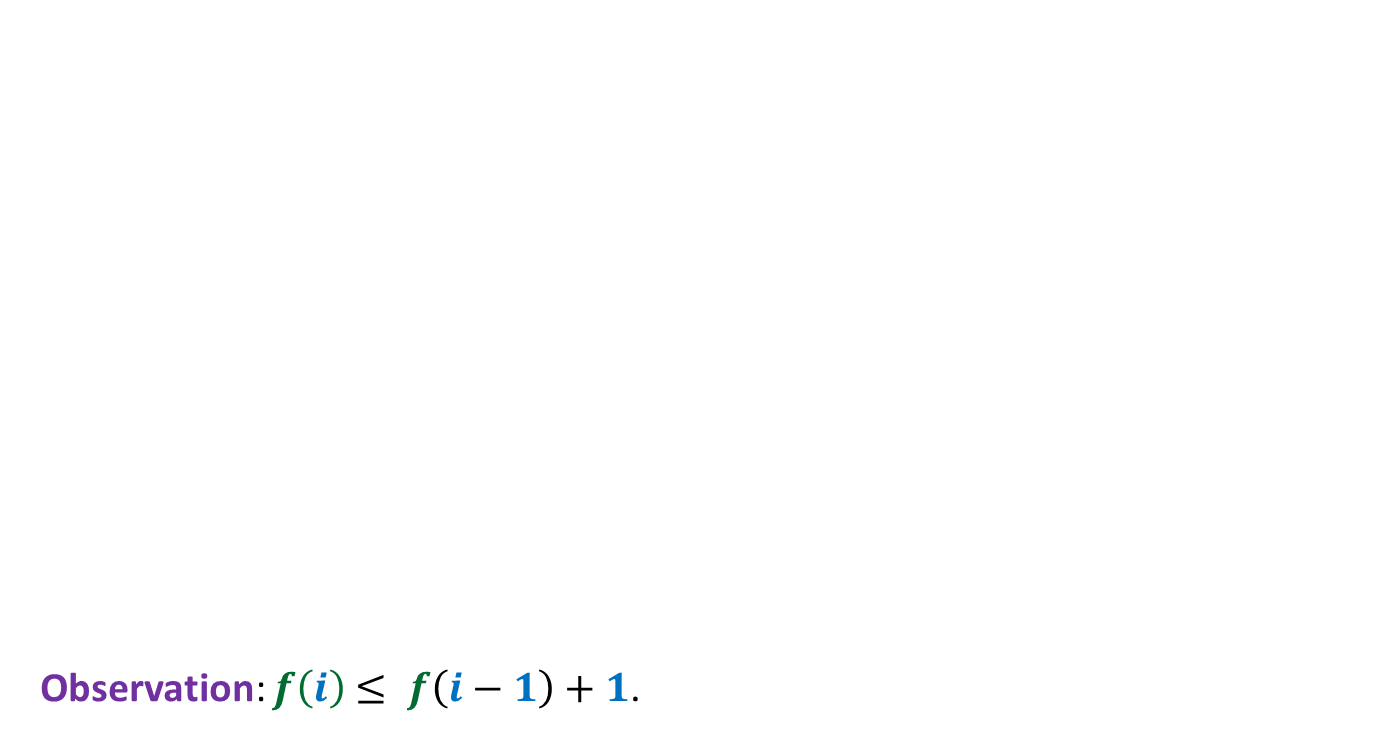 Observation: f(i) ≤ f(i − 1) + 1.